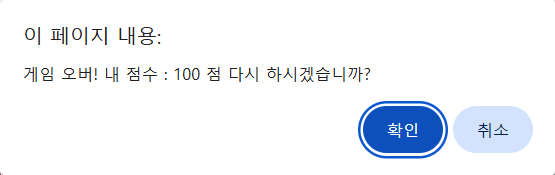 이 페이지 내용:
게임 오버! 내 점수 : 100 점 다시 하시겠습니까?
확인
취소